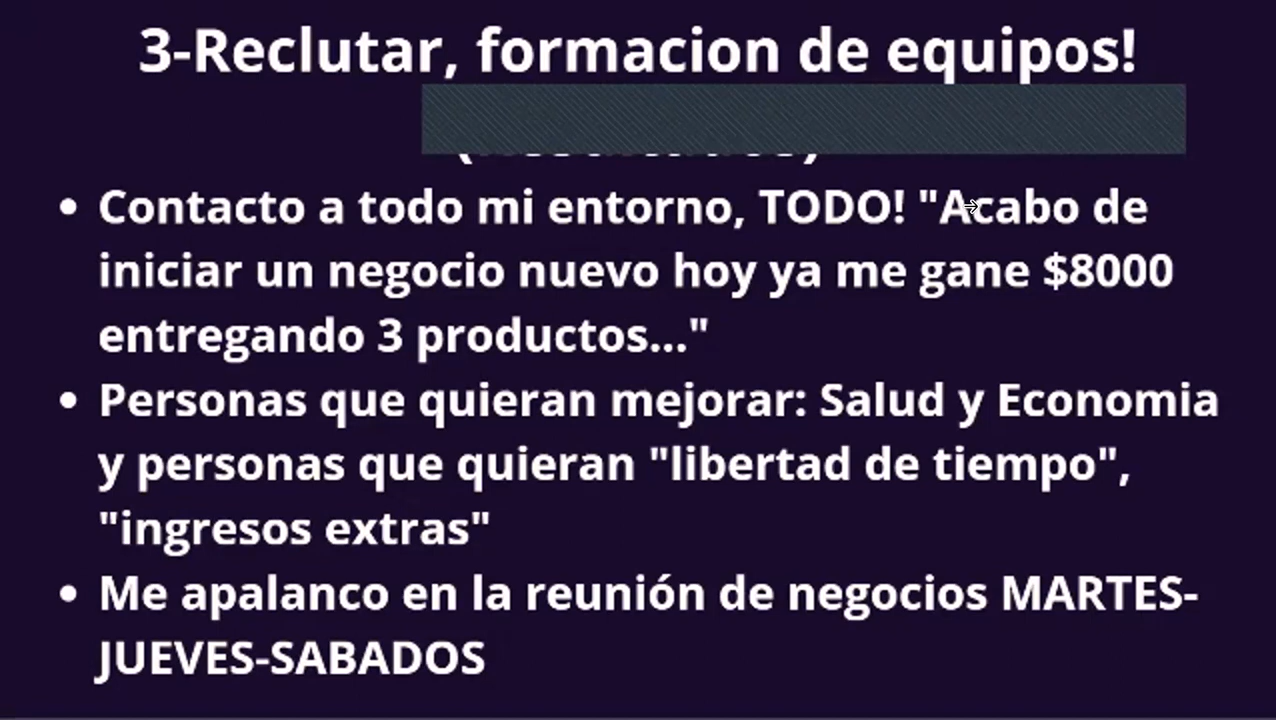 3-Reclutar, formacion de equipos!
• Contacto a todo mi entorno, TODO! "Acabo de
iniciar un negocio nuevo hoy ya me gane $8000
entregando 3 productos..."
• Personas que quieran mejorar: Salud y Economia
y personas que quieran "libertad de tiempo",
"ingresos extras"
• Me apalanco en la reunión de negocios MARTES-
JUEVES-SABADOS